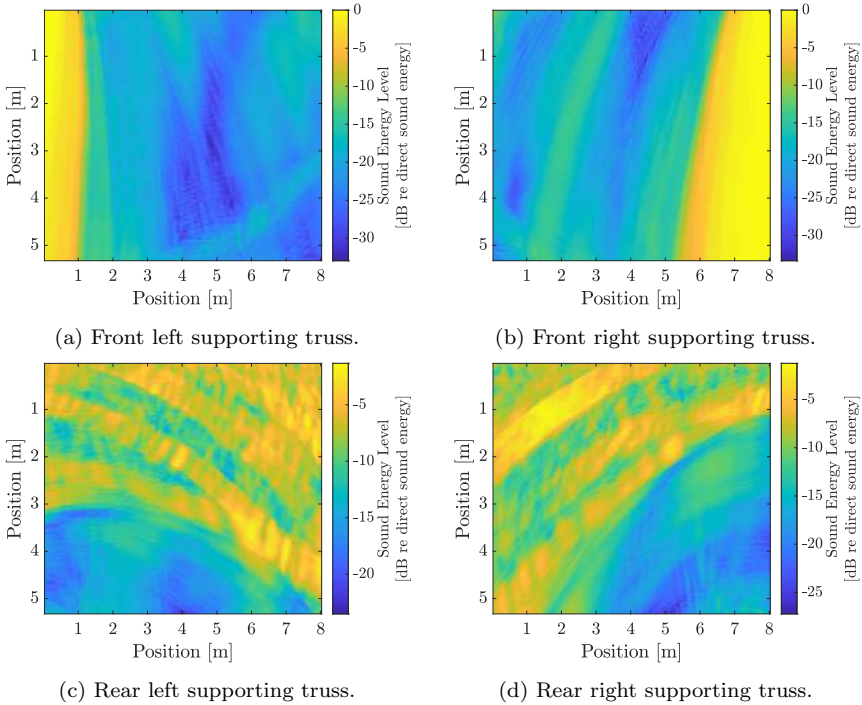 0
1
2
3
4
5
Position [m]
1 2 3 4 5 6 7 8
Position [m]
0
-5
-10
-15
-20
-25
-30
Sound Energy Level
[dB re direct sound energy]
(a) Front left supporting truss.
1
2
3
4
5
Position [m]
1 2 3 4 5 6 7 8
Position [m]
0
-5
-10
-15
-20
-25
-30
Sound Energy Level
[dB re direct sound energy]
(b) Front right supporting truss.
1
2
3
4
5
Position [m]
1 2 3 4 5 6 7 8
Position [m]
-5
-10
-15
-20
Sound Energy Level
[dB re direct sound energy]
(c) Rear left supporting truss.
1
2
3
4
5
Position [m]
1 2 3 4 5 6 7 8
Position [m]
-5
-10
-15
-20
-25
Sound Energy Level
[dB re direct sound energy]
(d) Rear right supporting truss.